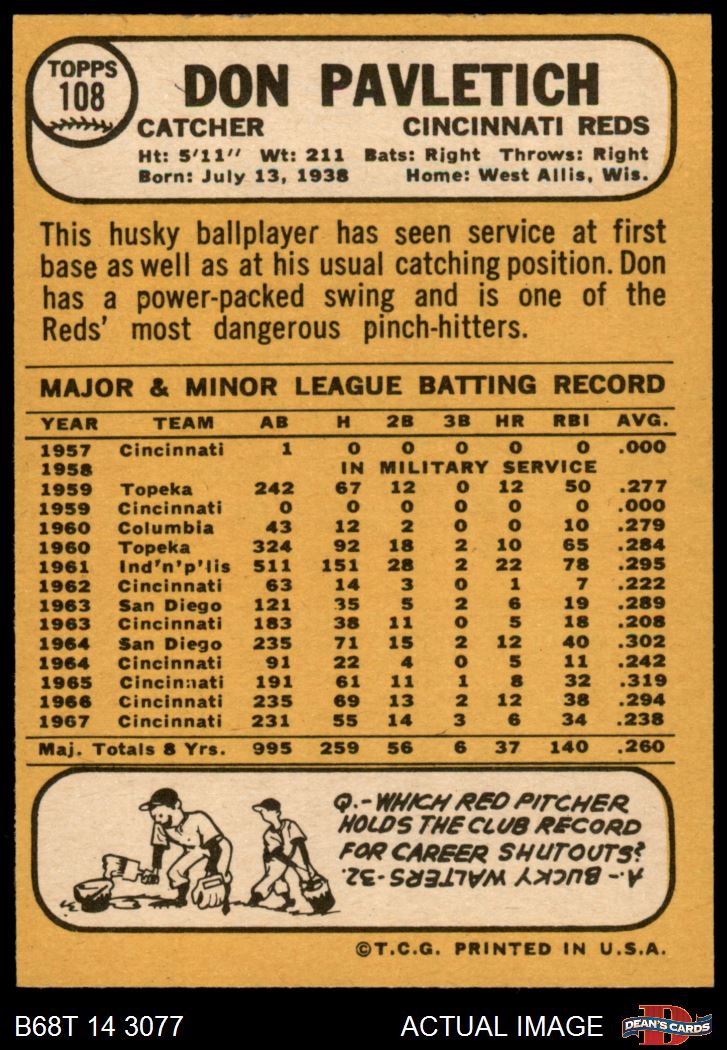 TOPPS
108
DON PAVLETICH
CATCHER CINCINNATI REDS
Ht: 5'11" Wt: 211 Bats: Right Throws: Right
Born: July 13, 1938 Home: West Allis, Wis.
This husky ballplayer has seen service at first
base as well as at his usual catching position. Don
has a power-packed swing and is one of the
Reds' most dangerous pinch-hitters.
MAJOR & MINOR LEAGUE BATTING RECORD
YEAR TEAM AB H 2B 3B HR RBI AVG.
1957 Cincinnati 1 0 0 0 0 0 .000
1958 IN MILITARY SERVICE
1959 Topeka 242 67 12 0 12 50 .277
1959 Cincinnati 0 0 0 0 0 0 .000
1960 Columbia 43 12 2 0 0 10 .279
1960 Topeka 324 92 18 2 10 65 .284
1961 Ind'n'p'lis 511 151 28 2 22 78 .295
1962 Cincinnati 63 14 3 0 1 7 .222
1963 San Diego 121 35 5 2 6 19 .289
1963 Cincinnati 183 38 11 0 5 18 .208
1964 San Diego 235 71 15 2 12 40 .302
1964 Cincinnati 91 22 4 0 5 11 .242
1965 Cincinnati 191 61 11 1 8 32 .319
1966 Cincinnati 235 69 13 2 12 38 .294
1967 Cincinnati 231 55 14 3 6 34 .238
Maj. Totals 8 Yrs. 995 259 56 6 37 140 .260
Q.-WHICH RED PITCHER
HOLDS THE CLUB RECORD
FOR CAREER SHUTOUTS?
A.-BUCKY WALTERS-32.
©T.C.G. PRINTED IN U.S.A.
B68T 14 3077 ACTUAL IMAGE
D
DEAN'S CARDS